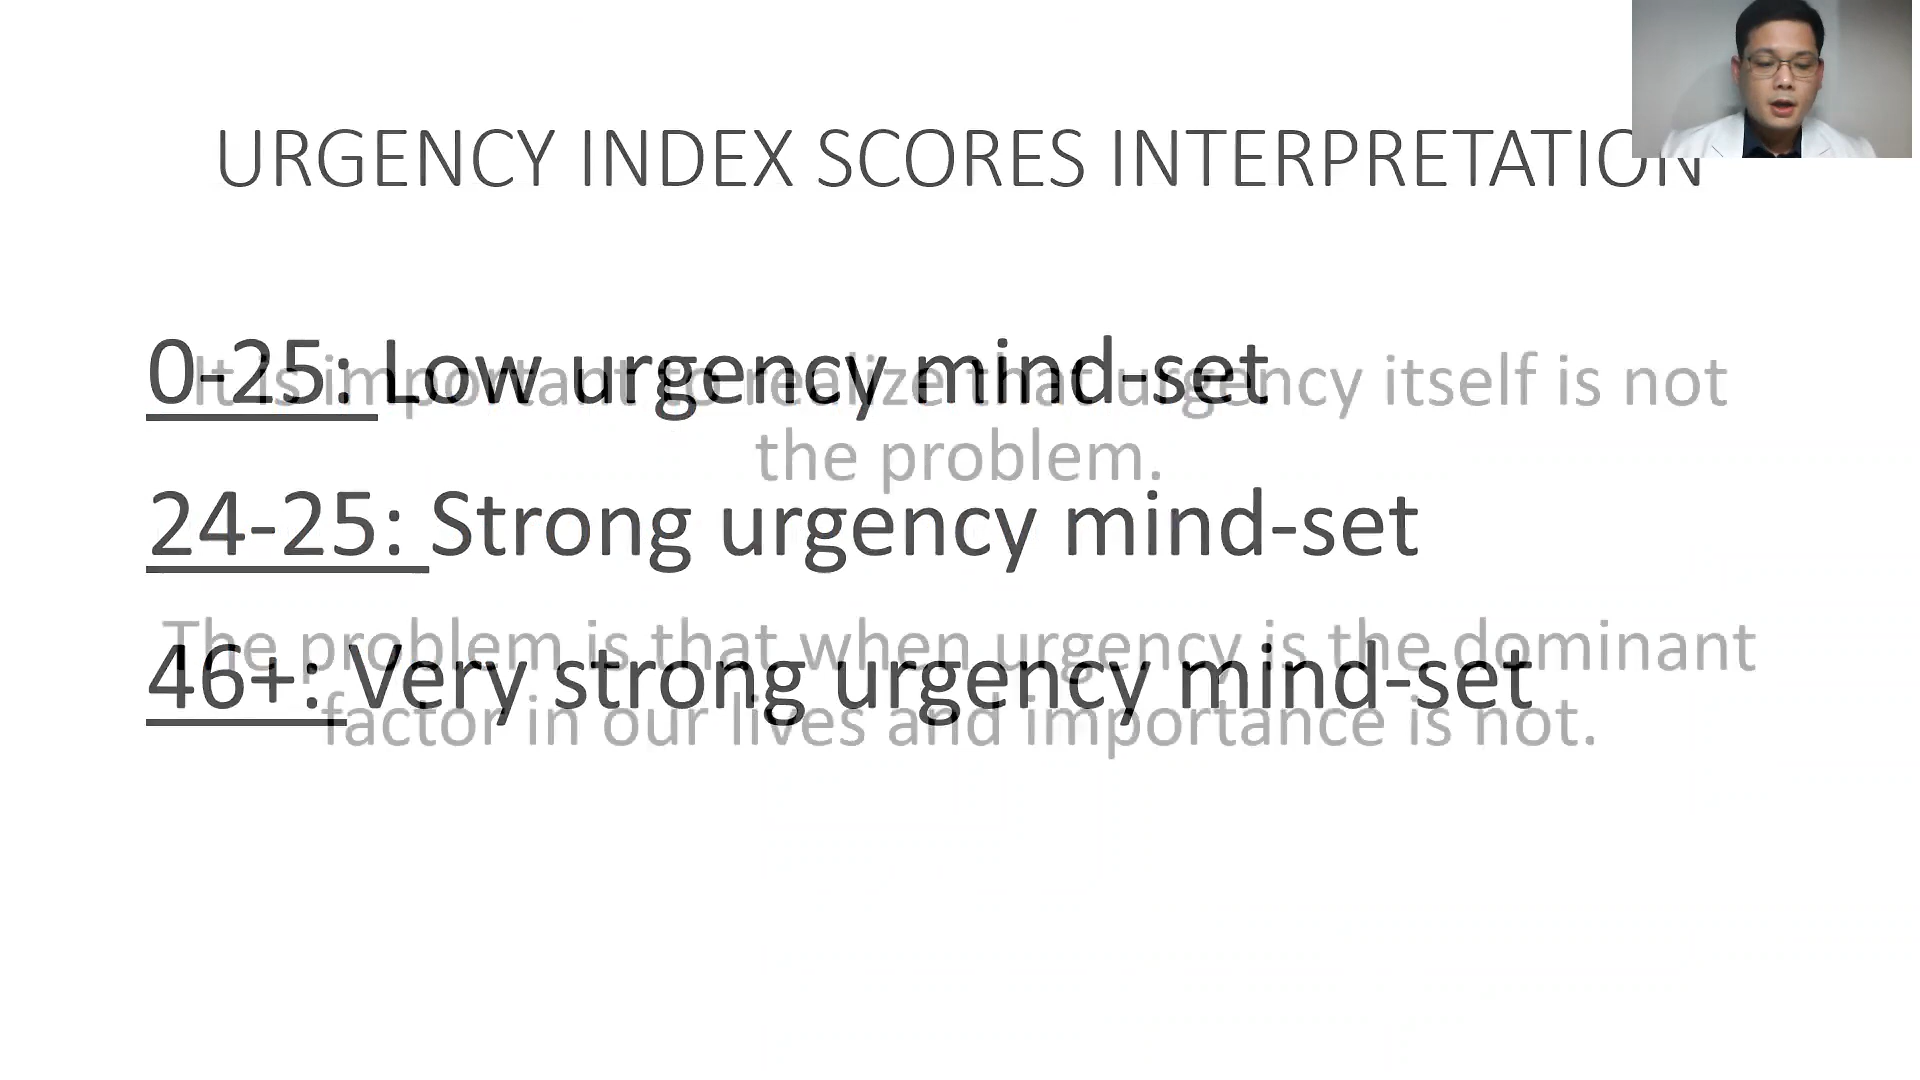 URGENCY INDEX SCORES INTERPRETATION
0-25: Low urgency mind-set
It is important to realize that urgency itself is not
the problem.
24-25: Strong urgency mind-set
The problem is that when urgency is the dominant
46+: Very strong urgency mind-set
factor in our lives and importance is not.